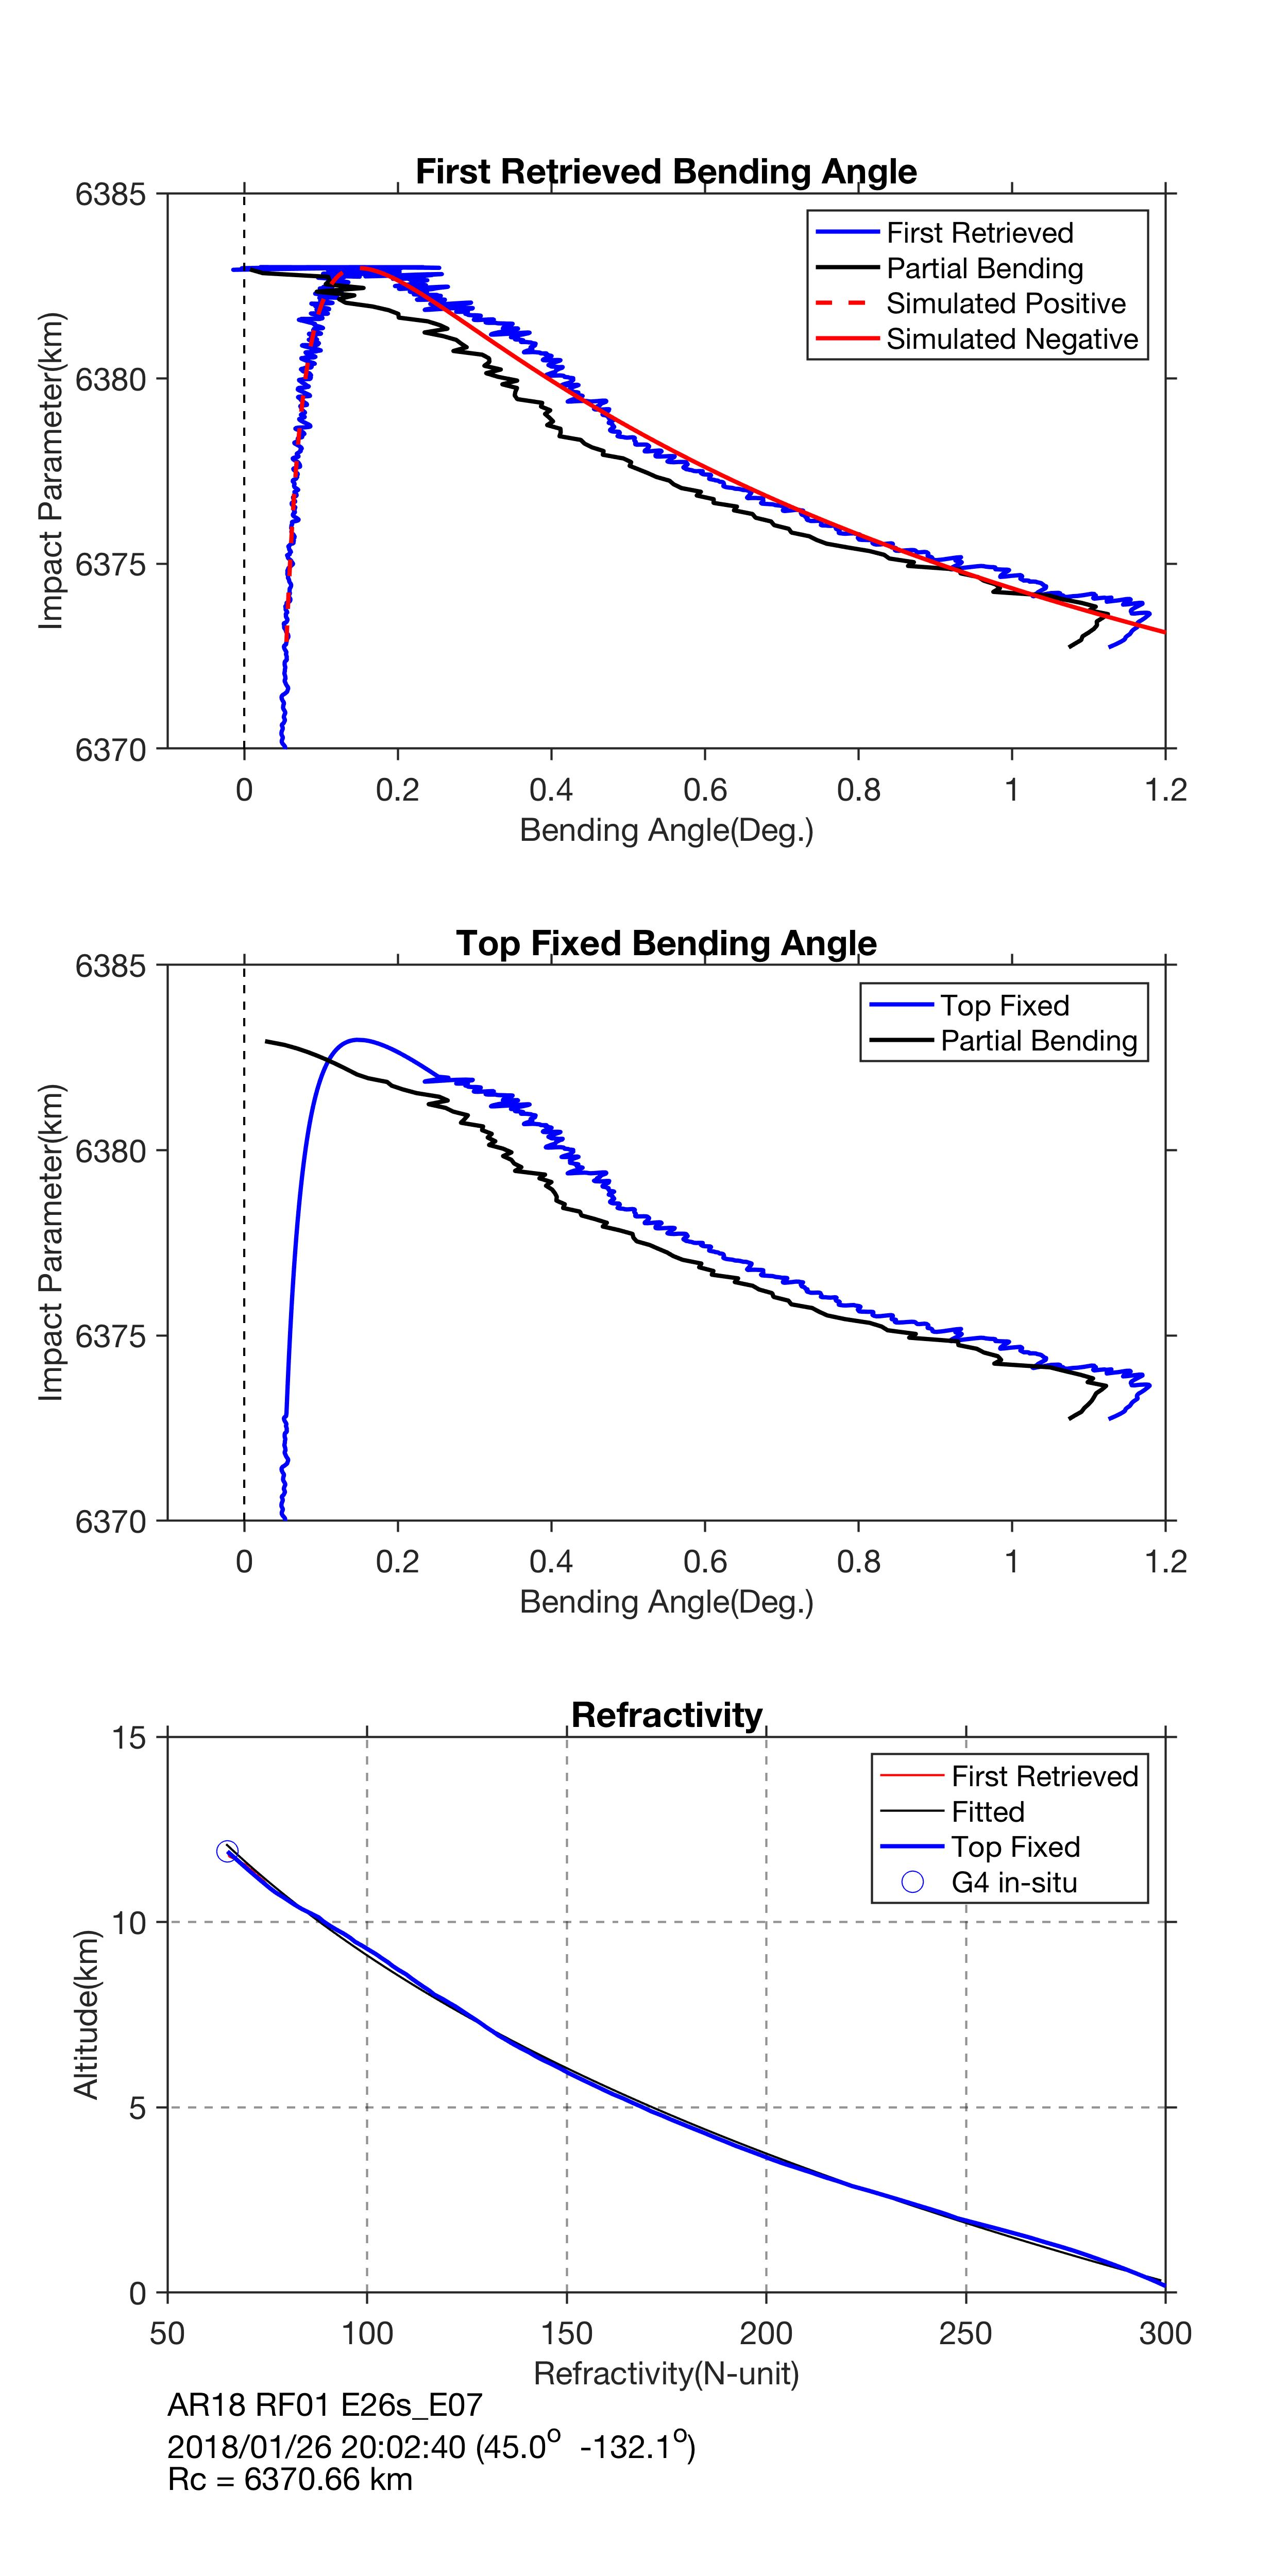 First Retrieved Bending Angle
6385
6380
6375
6370
Impact Parameter(km)
First Retrieved
Partial Bending
Simulated Positive
Simulated Negative
0 0.2 0.4 0.6 0.8 1 1.2
Bending Angle(Deg.)
Top Fixed Bending Angle
6385
6380
6375
6370
Impact Parameter(km)
Top Fixed
Partial Bending
0 0.2 0.4 0.6 0.8 1 1.2
Bending Angle(Deg.)
Refractivity
15
10
5
0
Altitude(km)
First Retrieved
Fitted
Top Fixed
G4 in-situ
50 100 150 200 250 300
Refractivity(N-unit)
AR18 RF01 E26s_E07
2018/01/26 20:02:40 (45.0° -132.1°)
Rc = 6370.66 km